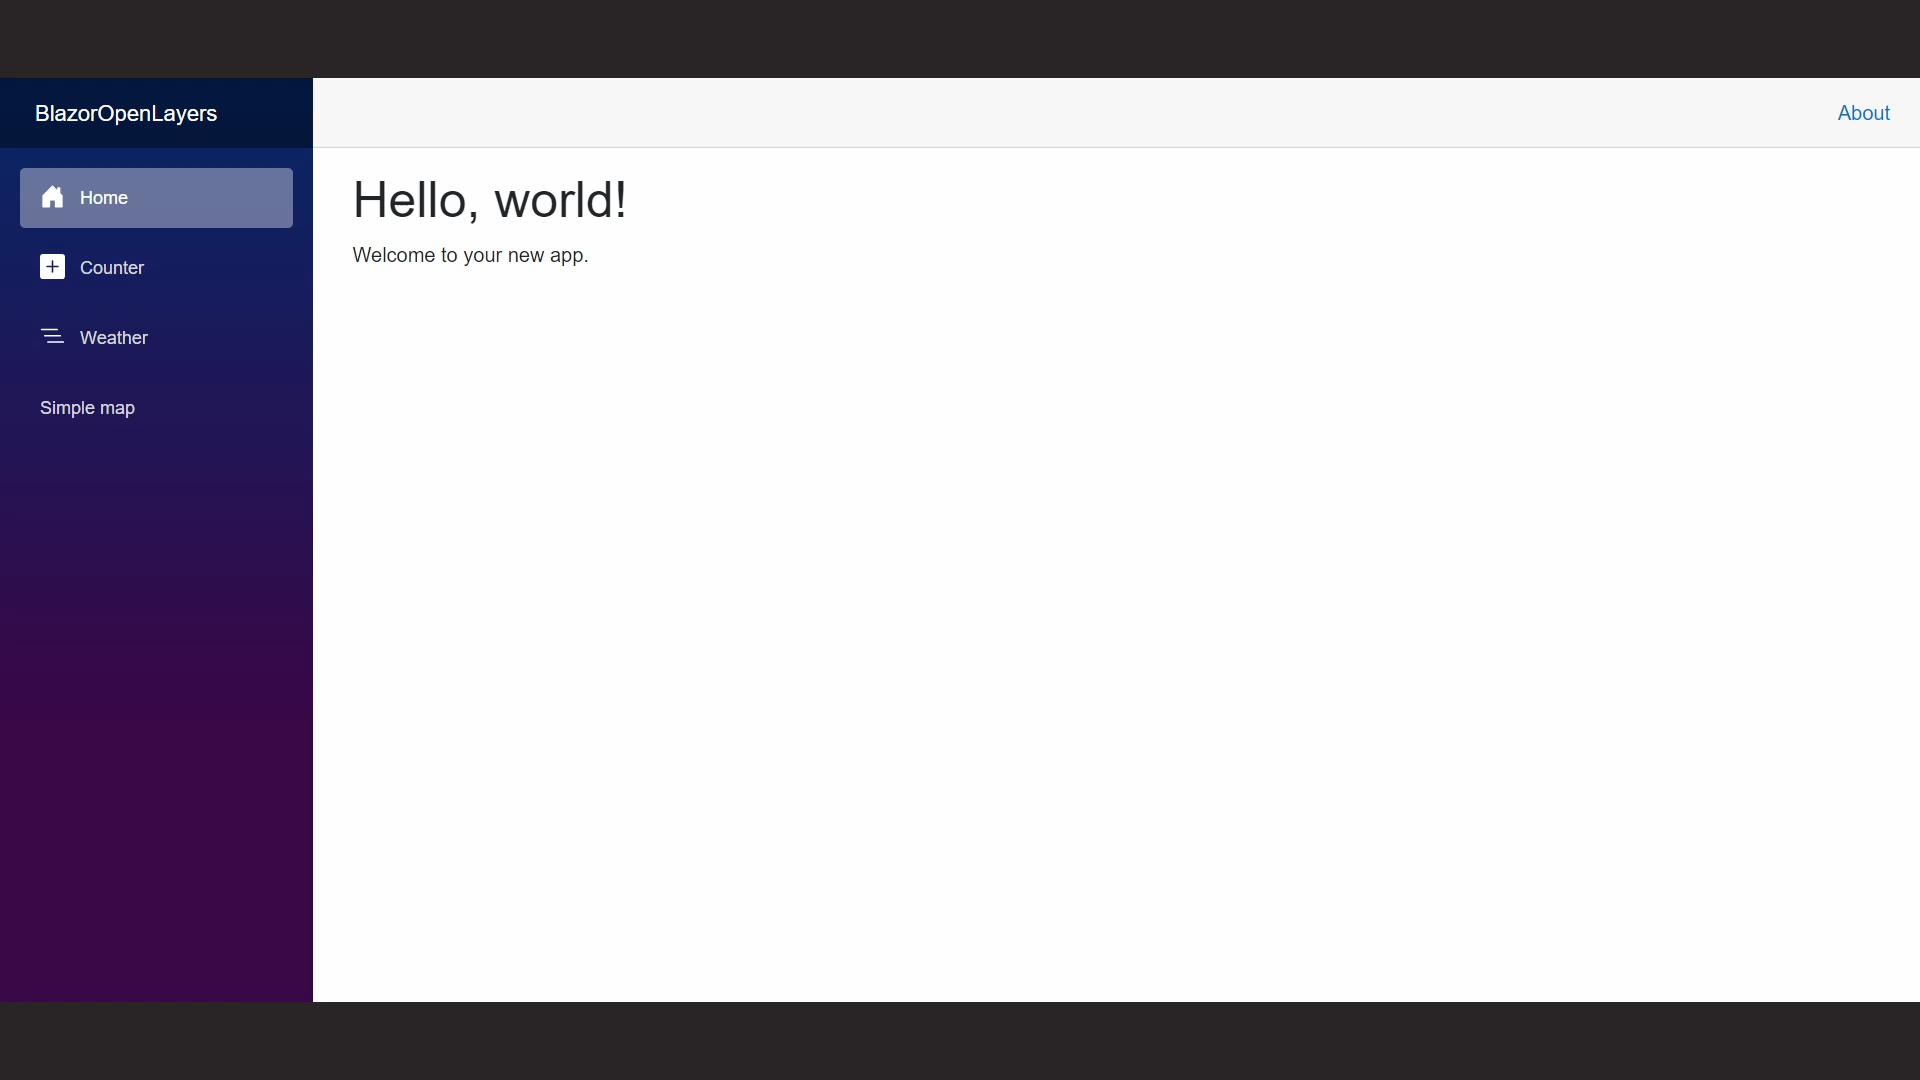 BlazorOpenLayers
About
Home
Counter
Weather
Simple map
Hello, world!
Welcome to your new app.